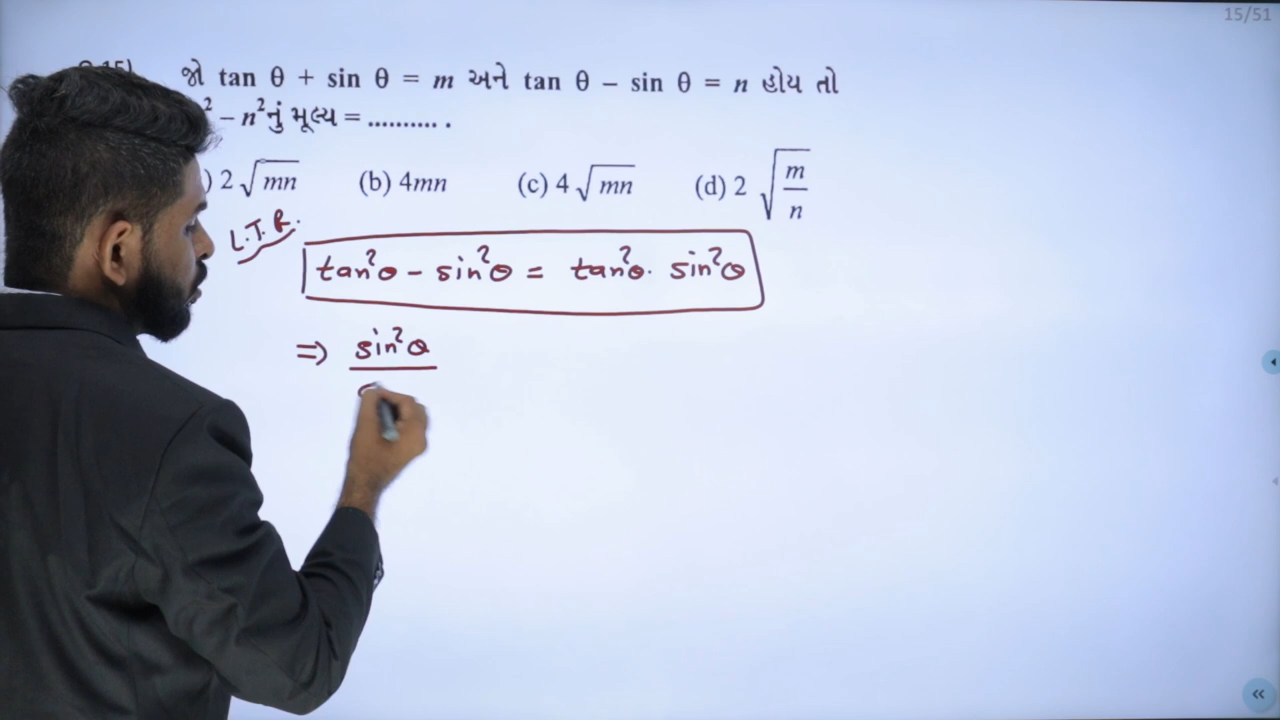 15/51
જો tan θ + sin θ = m અને tan θ – sin θ = n હોય તો
² – n²નું મૂલ્ય = .......... .
) 2 √mn (b) 4mn (c) 4 √mn (d) 2 √(m/n)
L.T.R.
tan²θ – sin²θ = tan²θ · sin²θ
⇒ sin²θ